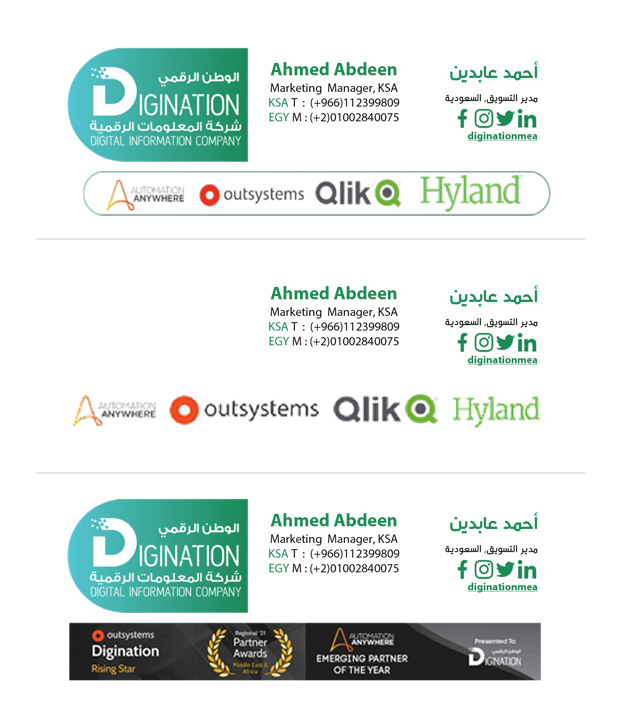 الوطن الرقمي
DIGINATION
شركة المعلومات الرقمية
DIGITAL INFORMATION COMPANY
Ahmed Abdeen
Marketing Manager, KSA
KSA T : (+966)112399809
EGY M : (+2)01002840075
أحمد عابدين
مدير التسويق, السعودية
diginationmea
AUTOMATION
ANYWHERE
outsystems
Qlik Q
Hyland
Ahmed Abdeen
Marketing Manager, KSA
KSA T : (+966)112399809
EGY M : (+2)01002840075
أحمد عابدين
مدير التسويق, السعودية
diginationmea
AUTOMATION
ANYWHERE
outsystems
Qlik Q
Hyland
الوطن الرقمي
DIGINATION
شركة المعلومات الرقمية
DIGITAL INFORMATION COMPANY
Ahmed Abdeen
Marketing Manager, KSA
KSA T : (+966)112399809
EGY M : (+2)01002840075
أحمد عابدين
مدير التسويق, السعودية
diginationmea
outsystems
Digination
Rising Star
Regional '21
Partner
Awards
Middle East &
Africa
AUTOMATION
ANYWHERE
EMERGING PARTNER
OF THE YEAR
Presented To
الوطن الرقمي
DIGINATION